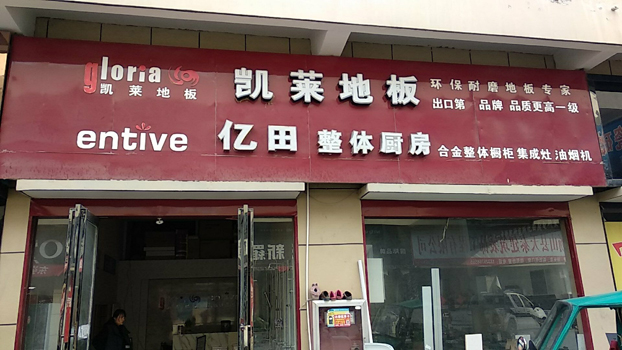 gloria
凯莱地板
凯莱地板
环保耐磨地板专家
出口第 品牌 品质更高一级
entive
亿田
整体厨房
合金整体橱柜 集成灶 油烟机